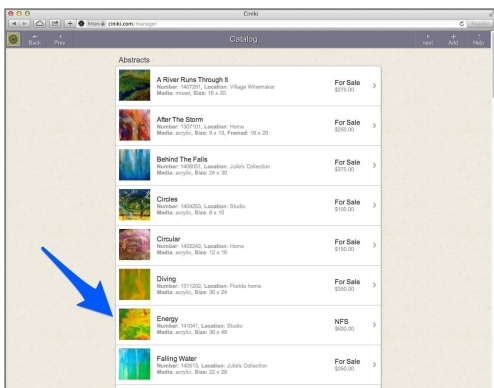 Ciniki
https ciniki.com/manager
Reader
Back Prev Catalog next Add Help
Abstracts
A River Runs Through It
Number: 1407281, Location: Village Winemaker
Media: mixed, Size: 16 x 20
For Sale
$275.00
After The Storm
Number: 1307101, Location: Home
Media: acrylic, Size: 9 x 13, Framed: 16 x 20
For Sale
$250.00
Behind The Falls
Number: 1406051, Location: Julie's Collection
Media: acrylic, Size: 24 x 30
For Sale
$375.00
Circles
Number: 1404253, Location: Studio
Media: acrylic, Size: 8 x 10
For Sale
$100.00
Circular
Number: 1402242, Location: Home
Media: acrylic, Size: 12 x 16
For Sale
$150.00
Diving
Number: 1311202, Location: Florida home
Media: acrylic, Size: 36 x 24
For Sale
$350.00
Energy
Number: 141041, Location: Studio
Media: acrylic, Size: 36 x 48
NFS
$600.00
Falling Water
Number: 140513, Location: Julie's Collection
Media: acrylic, Size: 22 x 28
For Sale
$250.00